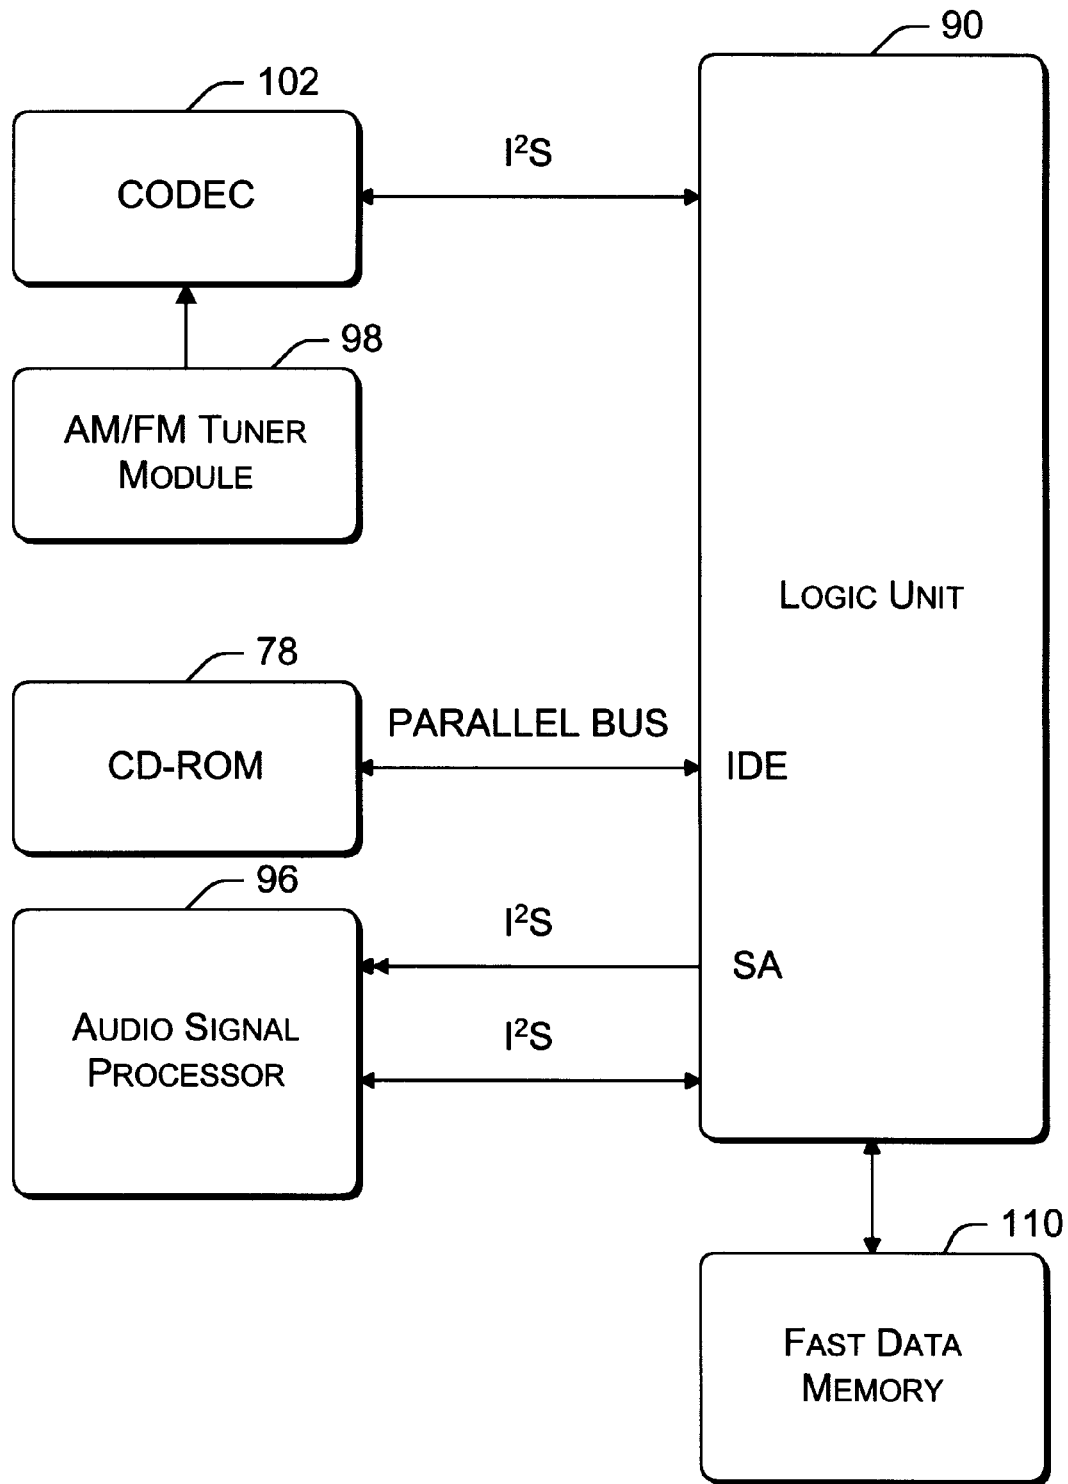 90
102
I²S
CODEC
98
AM/FM TUNER
MODULE
LOGIC UNIT
78
PARALLEL BUS
CD-ROM
IDE
96
I²S
SA
AUDIO SIGNAL
PROCESSOR
I²S
110
FAST DATA
MEMORY